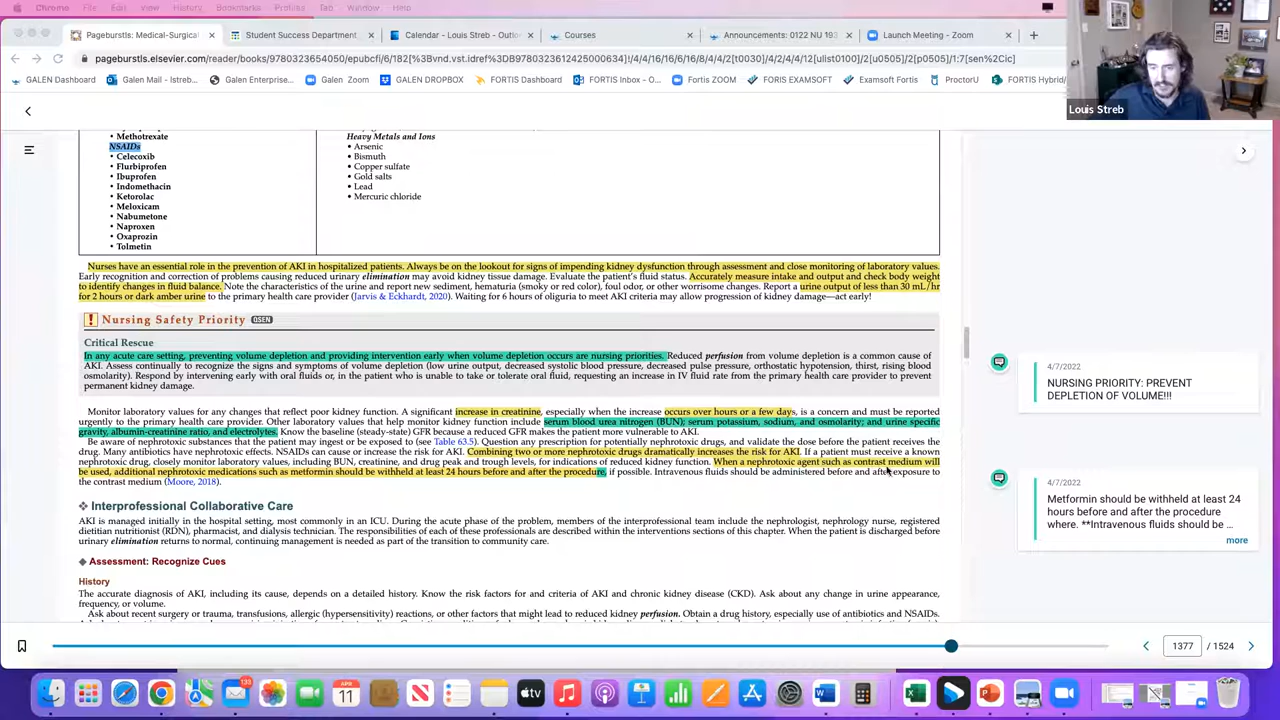 Chrome File Edit View History Bookmarks Profiles Tab Window Help
Pageburstls: Medical-Surgical
Student Success Department
Calendar - Louis Streb - Outlo
Courses
Announcements: 0122 NU 193
Launch Meeting - Zoom
pageburstls.elsevier.com/reader/books/9780323654050/epubcfi/6/182[%3Bvnd.vst.idref%3DB9780323612425000634]!/4/4/16/16/6/16/8/4/4/2[t0030]/4/2/4/4/12[ulist0100]/2[u0505]/2[p0505]/1:7[sen%2Cic]
GALEN Dashboard
Galen Mail - lstreb...
Galen Enterprise...
Galen Zoom
GALEN DROPBOX
FORTIS Dashboard
FORTIS Inbox - O...
Fortis ZOOM
FORIS EXAMSOFT
Examsoft Fortis
ProctorU
FORTIS Hybrid/
Louis Streb
• Methotrexate
NSAIDs
• Celecoxib
• Flurbiprofen
• Ibuprofen
• Indomethacin
• Ketorolac
• Meloxicam
• Nabumetone
• Naproxen
• Oxaprozin
• Tolmetin
Heavy Metals and Ions
• Arsenic
• Bismuth
• Copper sulfate
• Gold salts
• Lead
• Mercuric chloride
Nurses have an essential role in the prevention of AKI in hospitalized patients. Always be on the lookout for signs of impending kidney dysfunction through assessment and close monitoring of laboratory values.
Early recognition and correction of problems causing reduced urinary elimination may avoid kidney tissue damage. Evaluate the patient's fluid status. Accurately measure intake and output and check body weight
to identify changes in fluid balance. Note the characteristics of the urine and report new sediment, hematuria (smoky or red color), foul odor, or other worrisome changes. Report a urine output of less than 30 mL/hr
for 2 hours or dark amber urine to the primary health care provider (Jarvis & Eckhardt, 2020). Waiting for 6 hours of oliguria to meet AKI criteria may allow progression of kidney damage—act early!
! Nursing Safety Priority QSEN
Critical Rescue
In any acute care setting, preventing volume depletion and providing intervention early when volume depletion occurs are nursing priorities. Reduced perfusion from volume depletion is a common cause of
AKI. Assess continually to recognize the signs and symptoms of volume depletion (low urine output, decreased systolic blood pressure, decreased pulse pressure, orthostatic hypotension, thirst, rising blood
osmolarity). Respond by intervening early with oral fluids or, in the patient who is unable to take or tolerate oral fluid, requesting an increase in IV fluid rate from the primary health care provider to prevent
permanent kidney damage.
Monitor laboratory values for any changes that reflect poor kidney function. A significant increase in creatinine, especially when the increase occurs over hours or a few days, is a concern and must be reported
urgently to the primary care provider. Other laboratory values that help monitor kidney function include serum blood urea nitrogen (BUN); serum potassium, sodium, and osmolarity; and urine specific
gravity, albumin-creatinine ratio, and electrolytes. Know the baseline (steady-state) GFR because a reduced GFR makes the patient more vulnerable to AKI.
Be aware of nephrotoxic substances that the patient may ingest or be exposed to (see Table 63.5). Question any prescription for potentially nephrotoxic drugs, and validate the dose before the patient receives the
drug. Many antibiotics have nephrotoxic effects. NSAIDs can cause or increase the risk for AKI. Combining two or more nephrotoxic drugs dramatically increases the risk for AKI. If a patient must receive a known
nephrotoxic drug, closely monitor laboratory values, including BUN, creatinine, and drug peak and trough levels, for indications of reduced kidney function. When a nephrotoxic agent such as contrast medium will
be used, additional nephrotoxic medications such as metformin should be withheld at least 24 hours before and after the procedure, if possible. Intravenous fluids should be administered before and after exposure to
the contrast medium (Moore, 2018).
❖ Interprofessional Collaborative Care
AKI is managed initially in the hospital setting, most commonly in an ICU. During the acute phase of the problem, members of the interprofessional team include the nephrologist, nephrology nurse, registered
dietitian nutritionist (RDN), pharmacist, and dialysis technician. The responsibilities of each of these professionals are described within the interventions sections of this chapter. When the patient is discharged before
urinary elimination returns to normal, continuing management is needed as part of the transition to community care.
◆ Assessment: Recognize Cues
History
The accurate diagnosis of AKI, including its cause, depends on a detailed history. Know the risk factors for and criteria of AKI and chronic kidney disease (CKD). Ask about any change in urine appearance,
frequency, or volume.
Ask about recent surgery or trauma, transfusions, allergic (hypersensitivity) reactions, or other factors that might lead to reduced kidney perfusion. Obtain a drug history, especially use of antibiotics and NSAIDs.
4/7/2022
NURSING PRIORITY: PREVENT
DEPLETION OF VOLUME!!!
4/7/2022
Metformin should be withheld at least 24
hours before and after the procedure
where. **Intravenous fluids should be ...
more
1377 / 1524
133
APR
11
tv